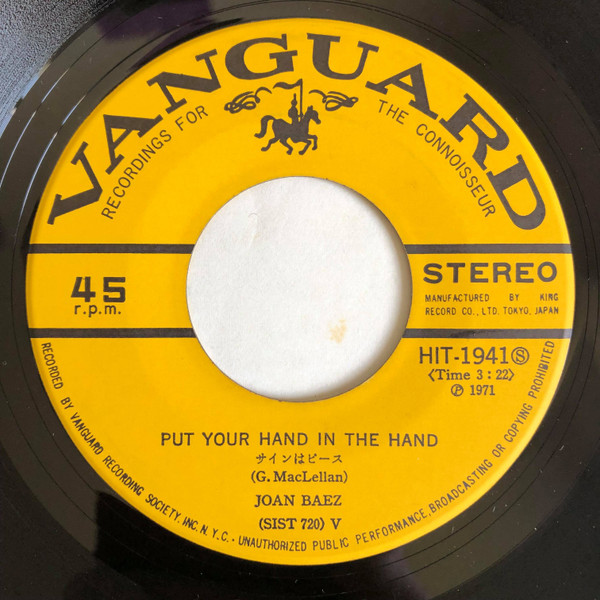 VANGUARD
RECORDINGS FOR THE CONNOISSEUR
45
r.p.m.
STEREO
MANUFACTURED BY KING
RECORD CO., LTD. TOKYO, JAPAN
HIT-1941Ⓢ
〈Time 3 : 22〉
Ⓟ 1971
PUT YOUR HAND IN THE HAND
サインはピース
(G. MacLellan)
JOAN BAEZ
(SIST 720) V
RECORDED BY VANGUARD RECORDING SOCIETY, INC. N. Y. C. · UNAUTHORIZED PUBLIC PERFORMANCE, BROADCASTING OR COPYING PROHIBITED